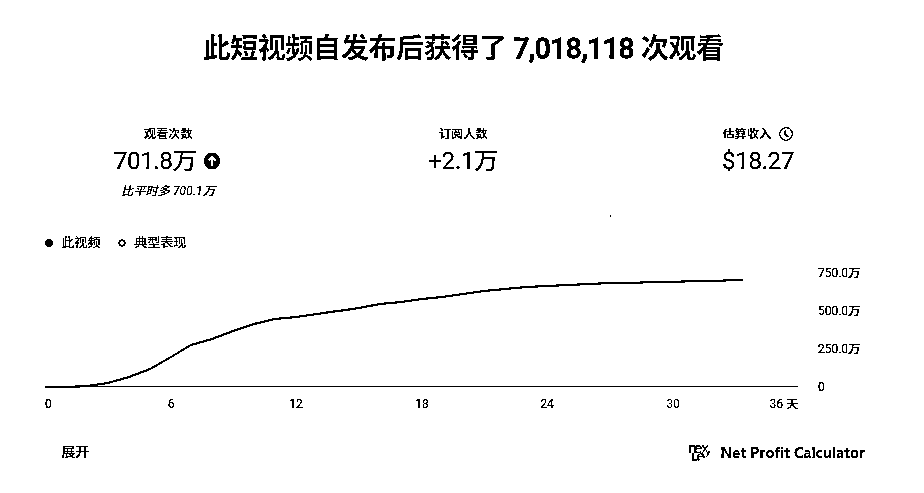 此短视频自发布后获得了 7,018,118 次观看
观看次数
701.8万
比平时多 700.1万
订阅人数
+2.1万
估算收入
$18.27
此视频 典型表现
750.0万
500.0万
250.0万
0
0 6 12 18 24 30 36 天
展开
Net Profit Calculator